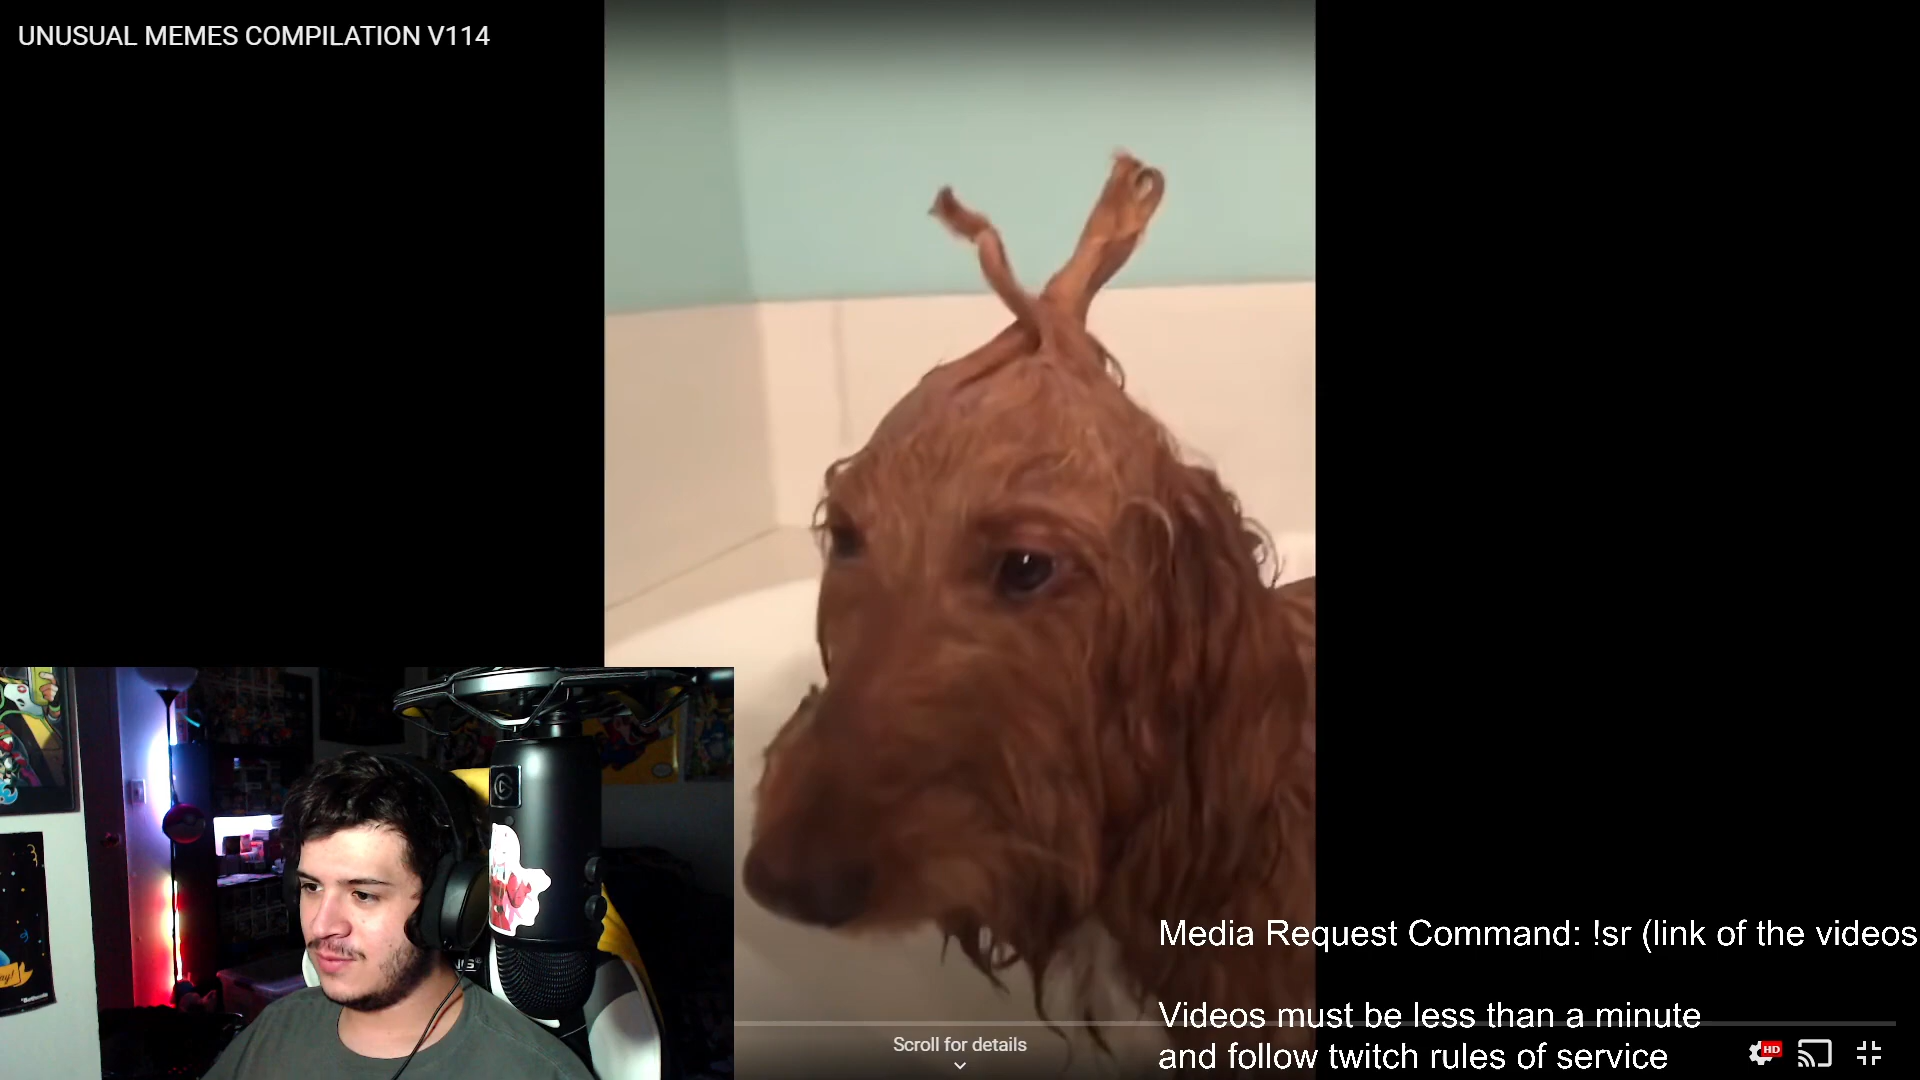 UNUSUAL MEMES COMPILATION V114
Media Request Command: !sr (link of the videos
Videos must be less than a minute
and follow twitch rules of service
Scroll for details
HD